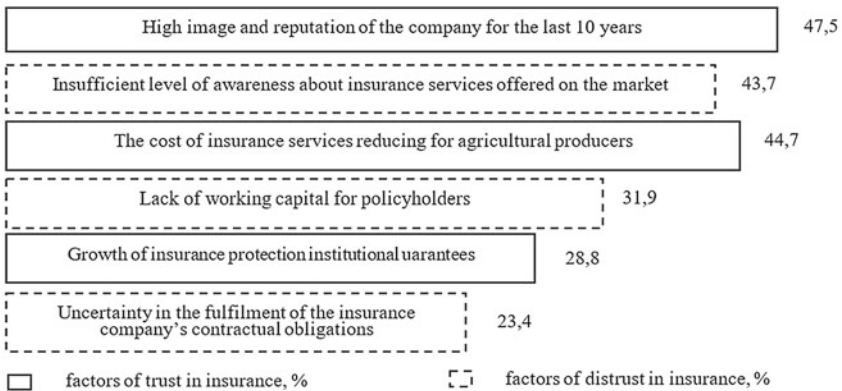 High image and reputation of the company for the last 10 years 47,5
Insufficient level of awareness about insurance services offered on the market 43,7
The cost of insurance services reducing for agricultural producers 44,7
Lack of working capital for policyholders 31,9
Growth of insurance protection institutional uarantees 28,8
Uncertainty in the fulfilment of the insurance
company's contractual obligations 23,4
factors of trust in insurance, % factors of distrust in insurance, %